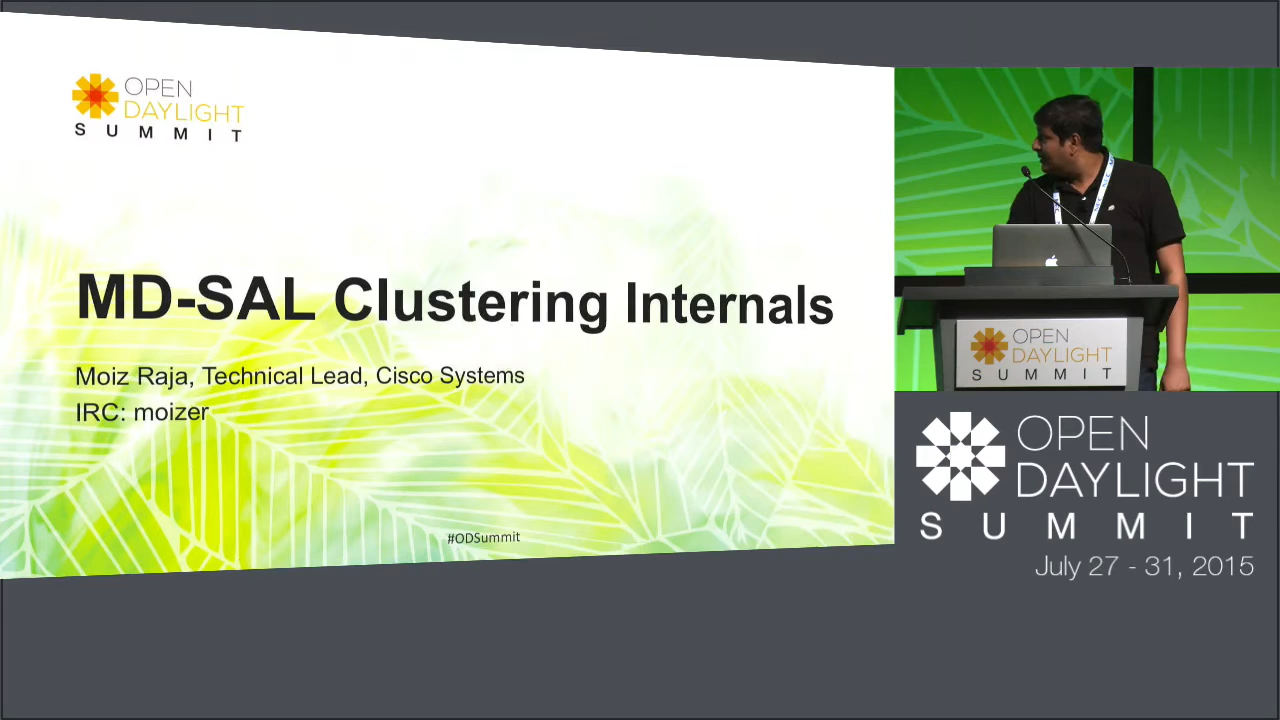 OPEN
DAYLIGHT
SUMMIT
MD-SAL Clustering Internals
Moiz Raja, Technical Lead, Cisco Systems
IRC: moizer
#ODSummit
OPEN
DAYLIGHT
SUMMIT
OPEN
DAYLIGHT
SUMMIT
July 27 - 31, 2015